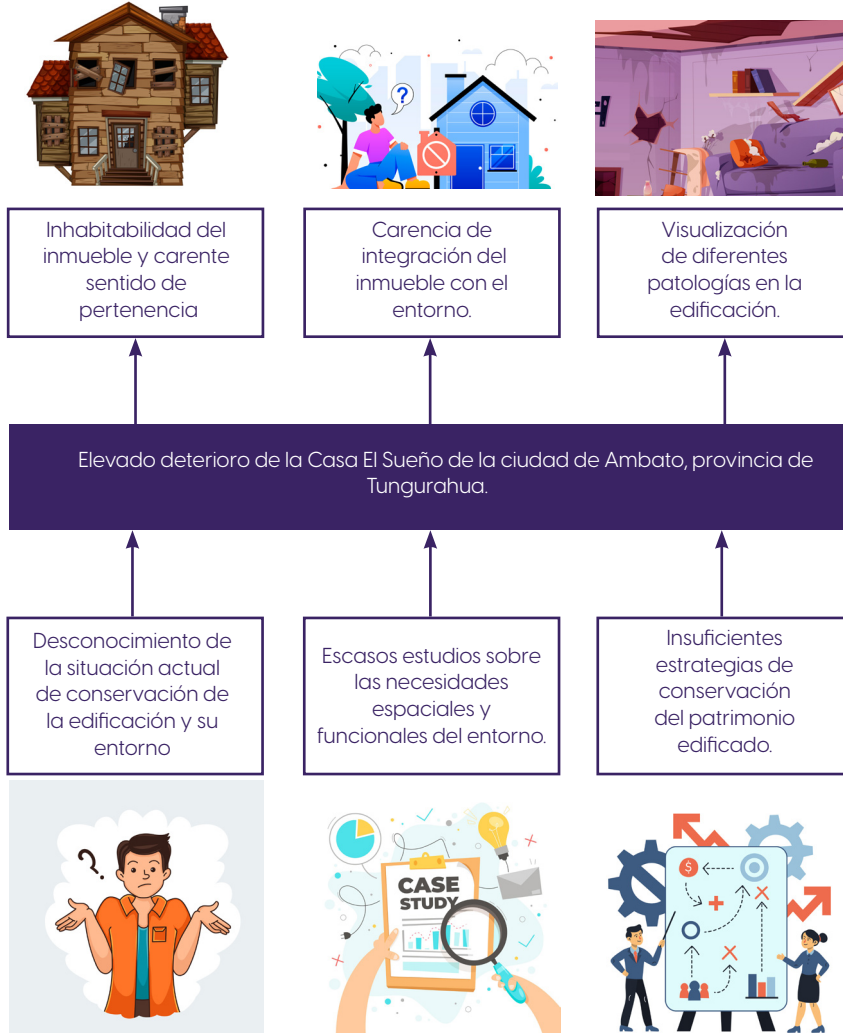 ?
Inhabitabilidad del
inmueble y carente
sentido de
pertenencia
Carencia de
integración del
inmueble con el
entorno.
Visualización
de diferentes
patologías en la
edificación.
Elevado deterioro de la Casa El Sueño de la ciudad de Ambato, provincia de
Tungurahua.
Desconocimiento de
la situación actual
de conservación de
la edificación y su
entorno
Escasos estudios sobre
las necesidades
espaciales y
funcionales del entorno.
Insuficientes
estrategias de
conservación
del patrimonio
edificado.
?
CASE
STUDY
$